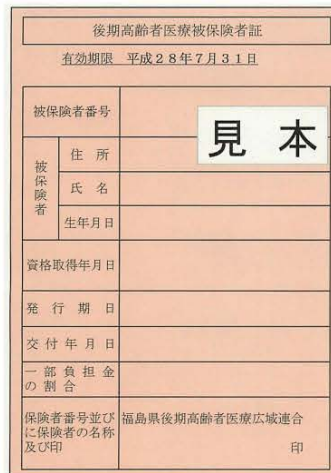 後期高齢者医療被保険者証
有効期限 平成28年7月31日
被保険者番号
見本
被保険者
住所
氏名
生年月日
資格取得年月日
発行期日
交付年月日
一部負担金
の割合
保険者番号並び
に保険者の名称
及び印
福島県後期高齢者医療広域連合
印